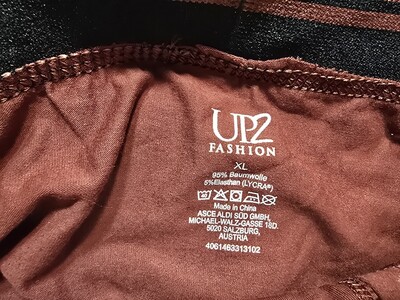 UP2
FASHION
XL
95% Baumwolle
5%Elasthan (LYCRA®)
Made in China
ASCE ALDI SÜD GMBH,
MICHAEL-WALZ-GASSE 18D.
5020 SALZBURG,
AUSTRIA
4061463313102